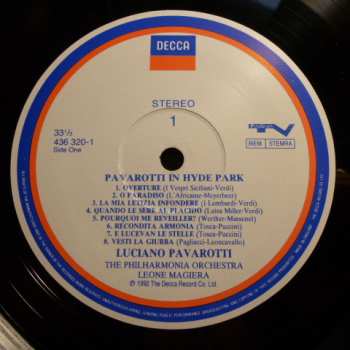 DECCA
STEREO
1
33⅓
436 320-1
Side One
TV
BIEM STEMRA
PAVAROTTI IN HYDE PARK
1. OVERTURE (I Vespri Siciliani-Verdi)
2. O PARADISO (L'Africaine-Meyerbeer)
3. LA MIA LETIZIA INFONDERE (I Lombardi-Verdi)
4. QUANDO LE SERE AL PLACIDO (Luisa Miller-Verdi)
5. POURQUOI ME REVEILLER? (Werther-Massenet)
6. RECONDITA ARMONIA (Tosca-Puccini)
7. E LUCEVAN LE STELLE (Tosca-Puccini)
8. VESTI LA GIUBBA (Pagliacci-Leoncavallo)
LUCIANO PAVAROTTI
THE PHILHARMONIA ORCHESTRA
LEONE MAGIERA
℗ 1992 The Decca Record Co. Ltd.